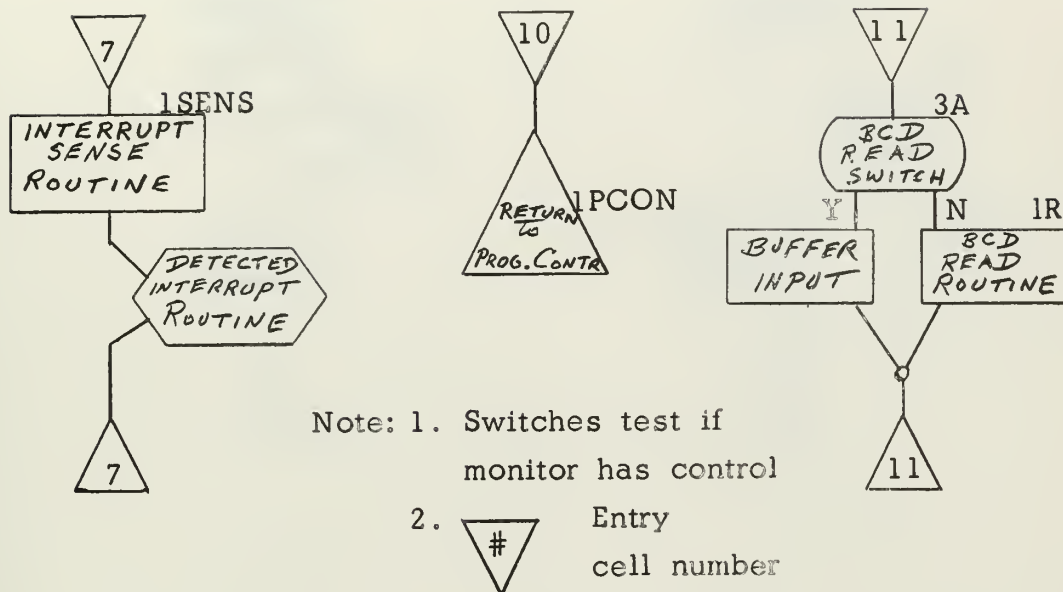 7
1SENS
INTERRUPT
SENSE
ROUTINE
DETECTED
INTERRUPT
ROUTINE
7
10
1PCON
RETURN
to
PROG. CONTR
11
3A
BCD
READ
SWITCH
Y N 1R
BUFFER
INPUT
BCD
READ
ROUTINE
11
Note: 1. Switches test if
monitor has control
2. # Entry
cell number